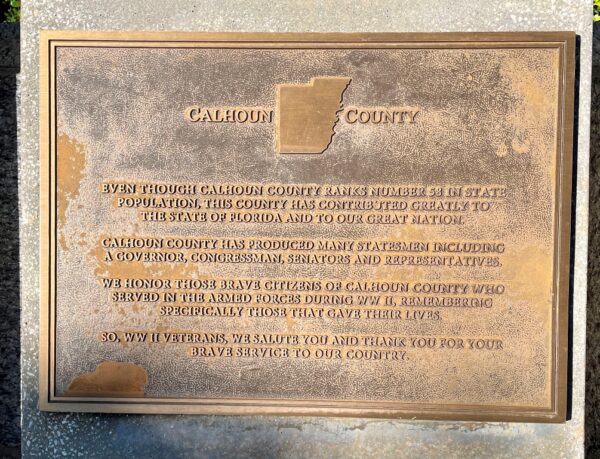 CALHOUN COUNTY
EVEN THOUGH CALHOUN COUNTY RANKS NUMBER 58 IN STATE
POPULATION, THIS COUNTY HAS CONTRIBUTED GREATLY TO
THE STATE OF FLORIDA AND TO OUR GREAT NATION.
CALHOUN COUNTY HAS PRODUCED MANY STATESMEN INCLUDING
A GOVERNOR, CONGRESSMAN, SENATORS AND REPRESENTATIVES.
WE HONOR THOSE BRAVE CITIZENS OF CALHOUN COUNTY WHO
SERVED IN THE ARMED FORCES DURING WW II, REMEMBERING
SPECIFICALLY THOSE THAT GAVE THEIR LIVES.
SO, WW II VETERANS, WE SALUTE YOU AND THANK YOU FOR YOUR
BRAVE SERVICE TO OUR COUNTRY.